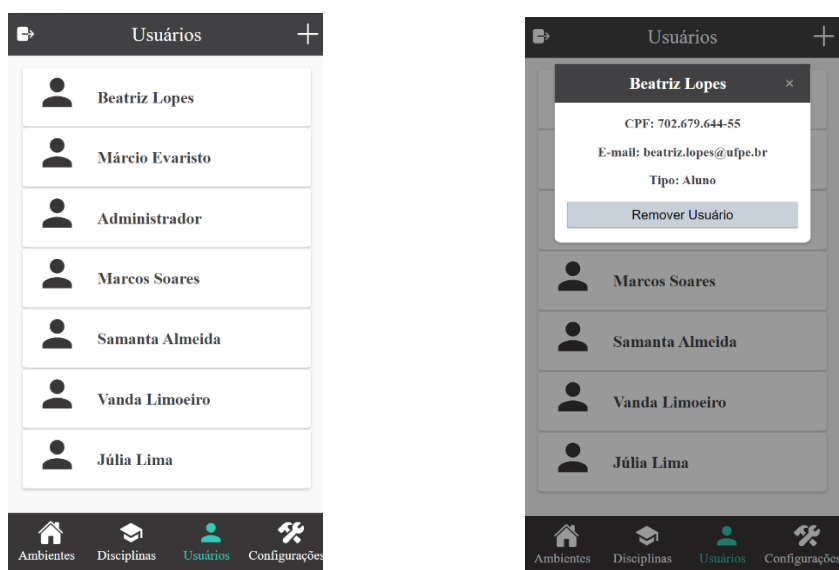 Usuários
Beatriz Lopes
Márcio Evaristo
Administrador
Marcos Soares
Samanta Almeida
Vanda Limoeiro
Júlia Lima
Ambientes Disciplinas Usuários Configurações
Usuários
Beatriz Lopes ×
CPF: 702.679.644-55
E-mail: beatriz.lopes@ufpe.br
Tipo: Aluno
Remover Usuário
Marcos Soares
Samanta Almeida
Vanda Limoeiro
Júlia Lima
Ambientes Disciplinas Usuários Configurações